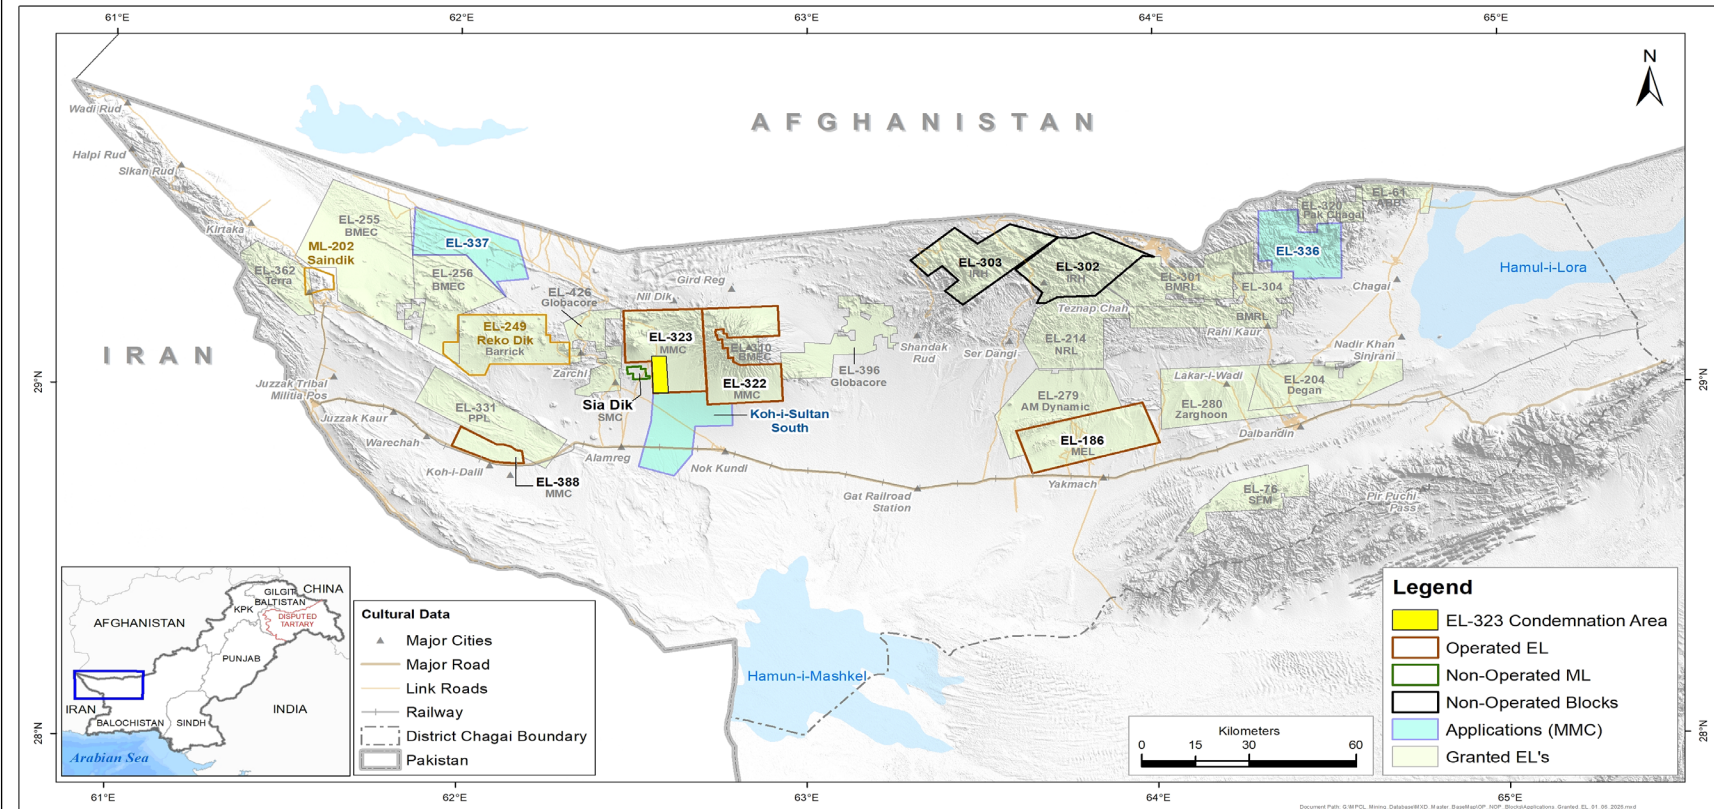 61°E
62°E
63°E
64°E
65°E
N
AFGHANISTAN
Wadi Rud
Halpi Rud
Sikan Rud
Kirtaka
EL-255
BMEC
ML-202
Saindik
EL-362
Terra
EL-337
EL-256
BMEC
EL-426
Globacore
Nil Dik
Gird Reg
EL-303
IRH
EL-302
IRH
EL-301
BMRL
EL-304
BMRL
EL-320
Pak Chagai
EL-61
ABB
EL-336
Hamul-i-Lora
Chagai
IRAN
EL-249
Reko Dik
Barrick
EL-323
MMC
EL-310
BMEC
EL-322
MMC
Shandak
Rud
Ser Dangi
Teznap Chah
EL-214
NRL
Rahi Kaur
Nadir Khan
Sinjrani
29°N
29°N
Juzzak Tribal
Militia Pos
Juzzak Kaur
Warechah
Koh-i-Dalil
EL-331
PPL
Zarchi
Sia Dik
SMC
Koh-i-Sultan
South
EL-396
Globacore
EL-279
AM Dynamic
EL-186
MEL
Lakar-i-Wadi
EL-280
Zarghoon
EL-204
Degan
Dalbandin
Alamreg
Nok Kundi
EL-388
MMC
Gat Railroad
Station
Yakmach
EL-76
SFM
Pir Puchi
Pass
Hamun-i-Mashkel
CHINA
GILGIT
BALTISTAN
KPK
DISPUTED
TARTARY
AFGHANISTAN
PUNJAB
IRAN
INDIA
BALOCHISTAN
SINDH
Arabian Sea
Cultural Data
Major Cities
Major Road
Link Roads
Railway
District Chagai Boundary
Pakistan
Kilometers
0 15 30 60
Legend
EL-323 Condemnation Area
Operated EL
Non-Operated ML
Non-Operated Blocks
Applications (MMC)
Granted EL's
28°N
28°N
61°E
62°E
63°E
64°E
65°E